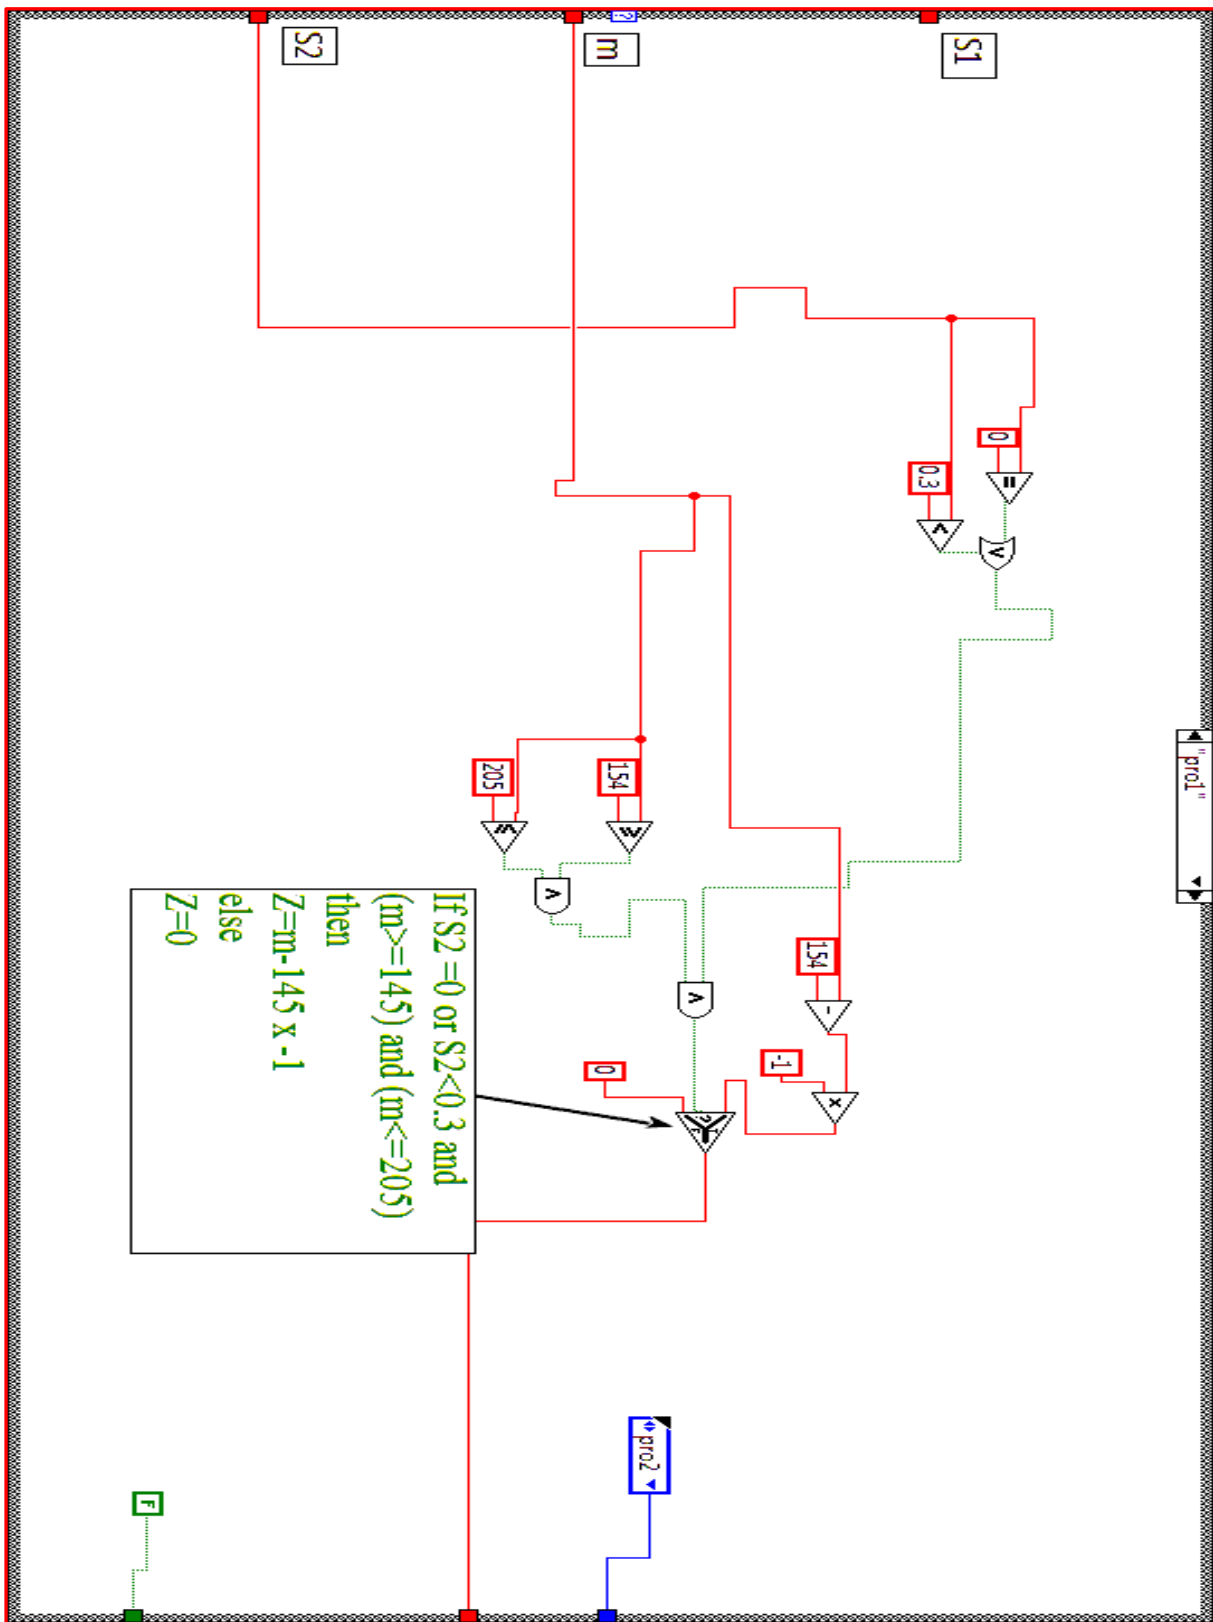 "pro1"
S1
0
=
0.3
154
-
-1
x
m
?
pro2
0
154
205
If S2 =0 or S2<0.3 and
(m>=145) and (m<=205)
then
Z=m-145 x -1
else
Z=0
S2
F